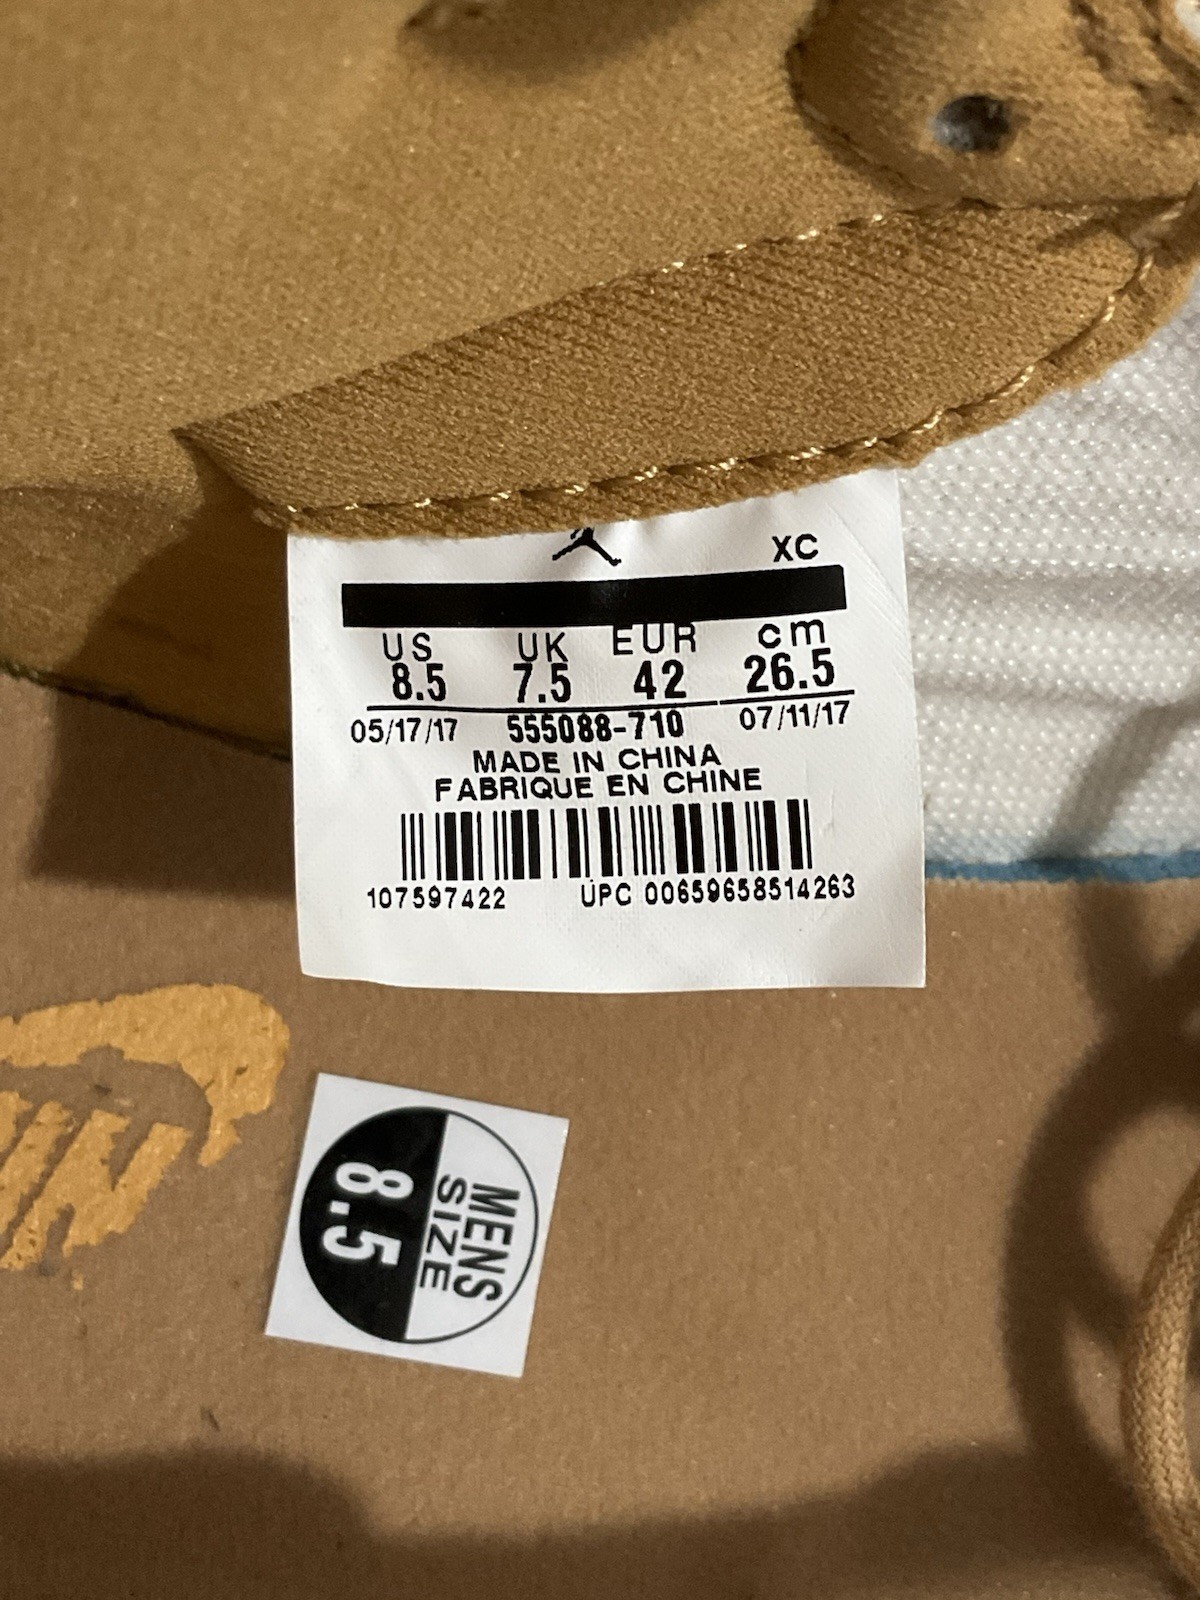 XC
US UK EUR cm
8.5 7.5 42 26.5
05/17/17 555088-710 07/11/17
MADE IN CHINA
FABRIQUE EN CHINE
107597422 UPC 00659658514263
MENS
SIZE
8.5